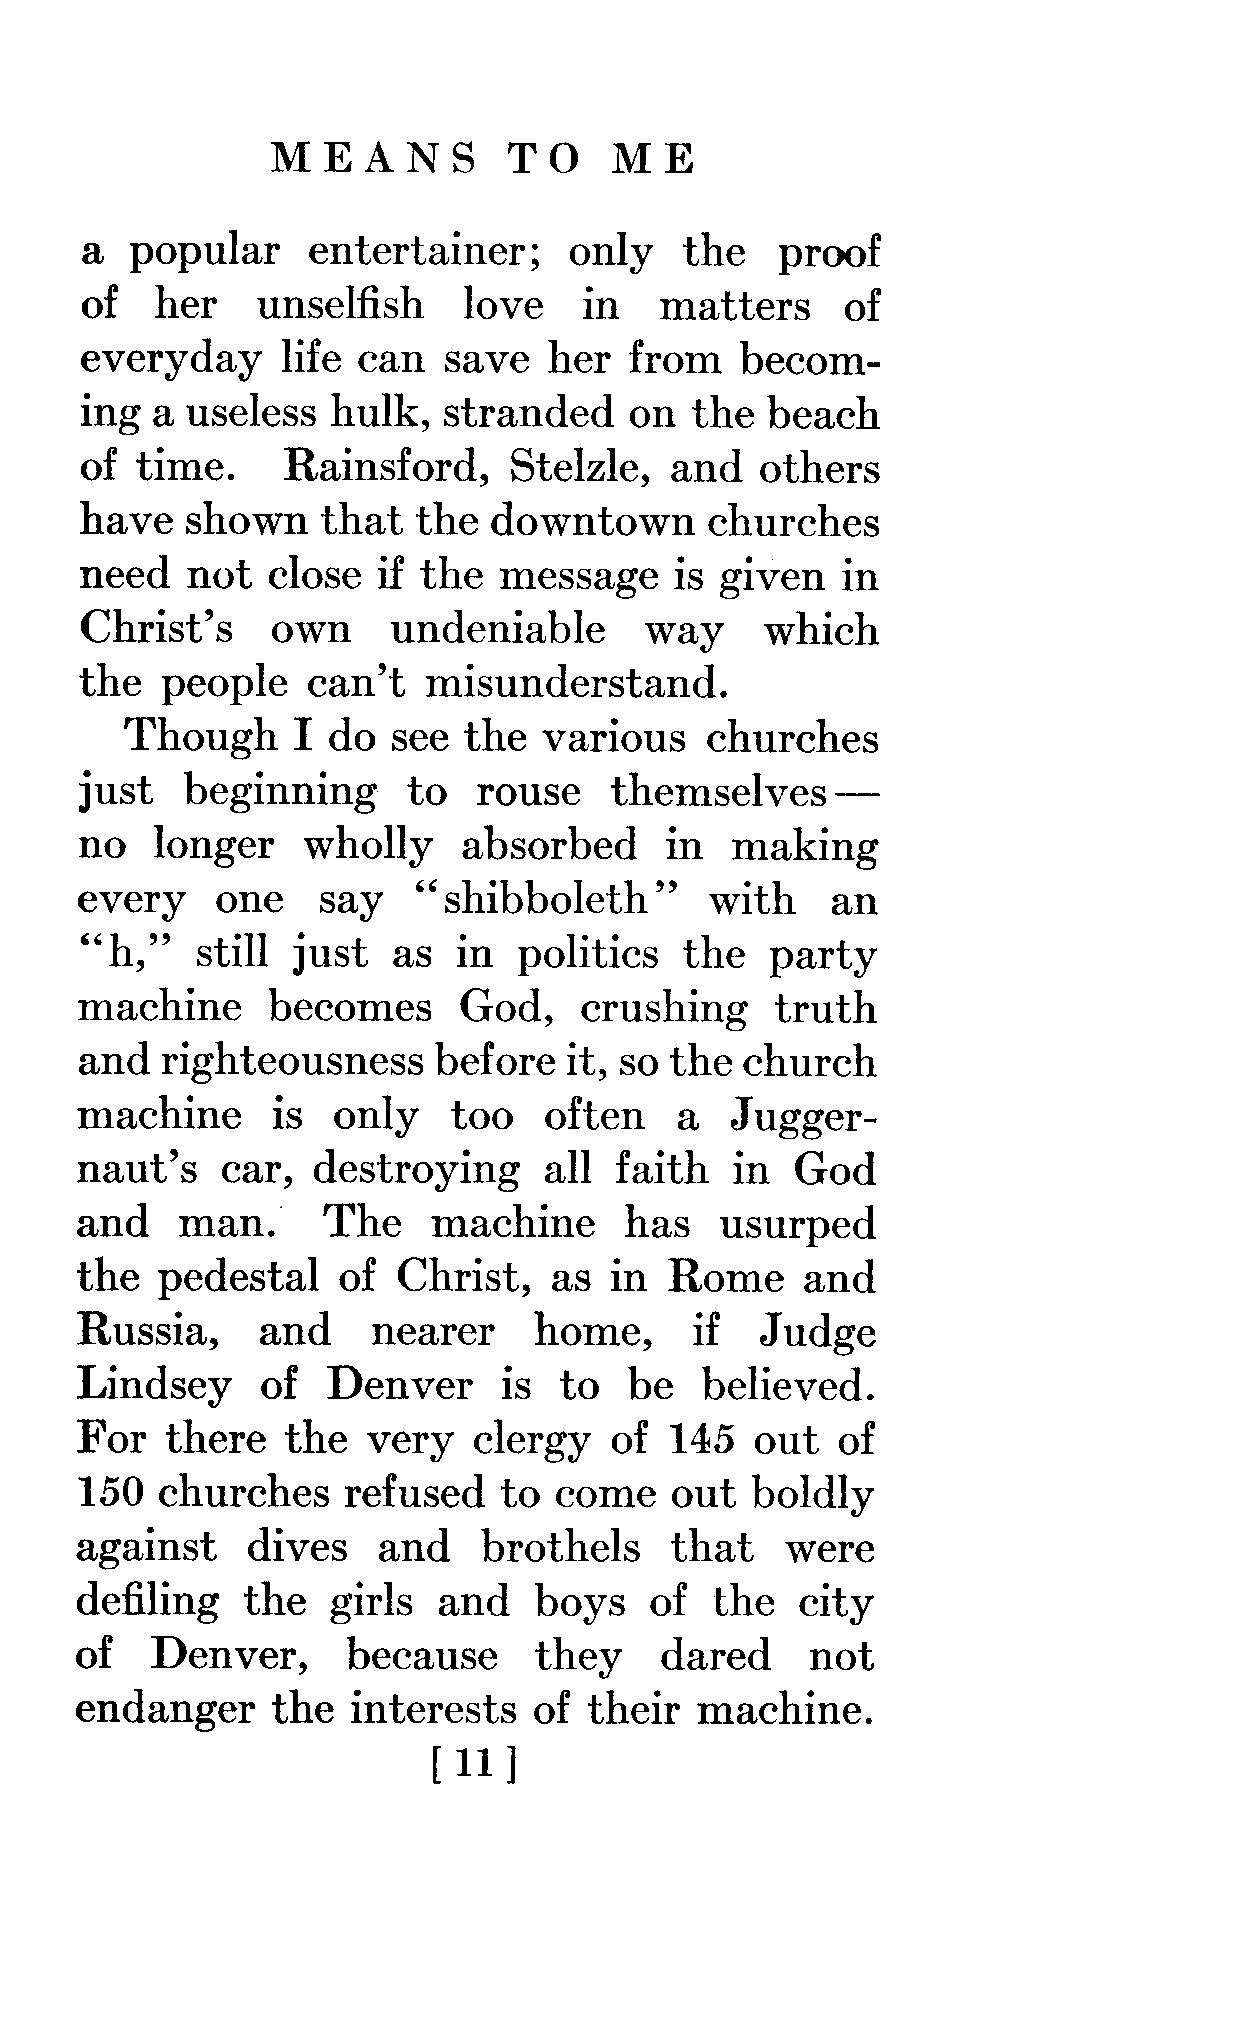 MEANS TO ME
a popular entertainer; only the proof
of her unselfish love in matters of
everyday life can save her from becom-
ing a useless hulk, stranded on the beach
of time. Rainsford, Stelzle, and others
have shown that the downtown churches
need not close if the message is given in
Christ's own undeniable way which
the people can't misunderstand.
Though I do see the various churches
just beginning to rouse themselves—
no longer wholly absorbed in making
every one say "shibboleth" with an
"h," still just as in politics the party
machine becomes God, crushing truth
and righteousness before it, so the church
machine is only too often a Jugger-
naut's car, destroying all faith in God
and man. The machine has usurped
the pedestal of Christ, as in Rome and
Russia, and nearer home, if Judge
Lindsey of Denver is to be believed.
For there the very clergy of 145 out of
150 churches refused to come out boldly
against dives and brothels that were
defiling the girls and boys of the city
of Denver, because they dared not
endanger the interests of their machine.
[ 11 ]